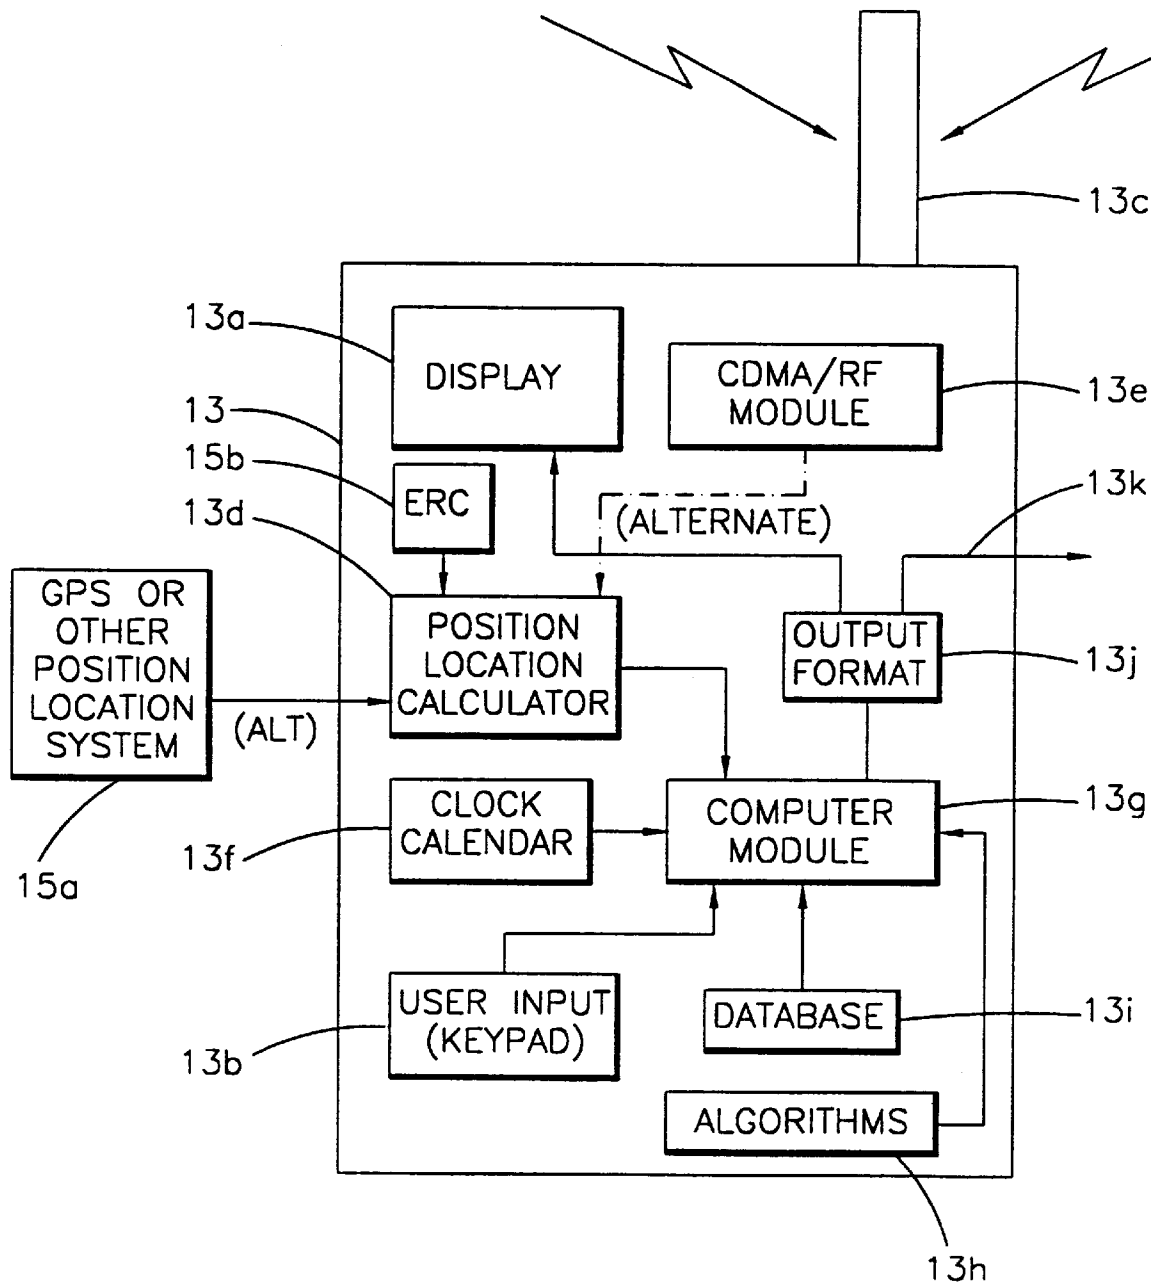 13c
13a
DISPLAY
CDMA/RF
MODULE
13e
13
15b
ERC
13d
(ALTERNATE)
13k
GPS OR
OTHER
POSITION
LOCATION
SYSTEM
(ALT)
POSITION
LOCATION
CALCULATOR
OUTPUT
FORMAT
13j
15a
CLOCK
CALENDAR
13f
COMPUTER
MODULE
13g
USER INPUT
(KEYPAD)
13b
DATABASE
13i
ALGORITHMS
13h